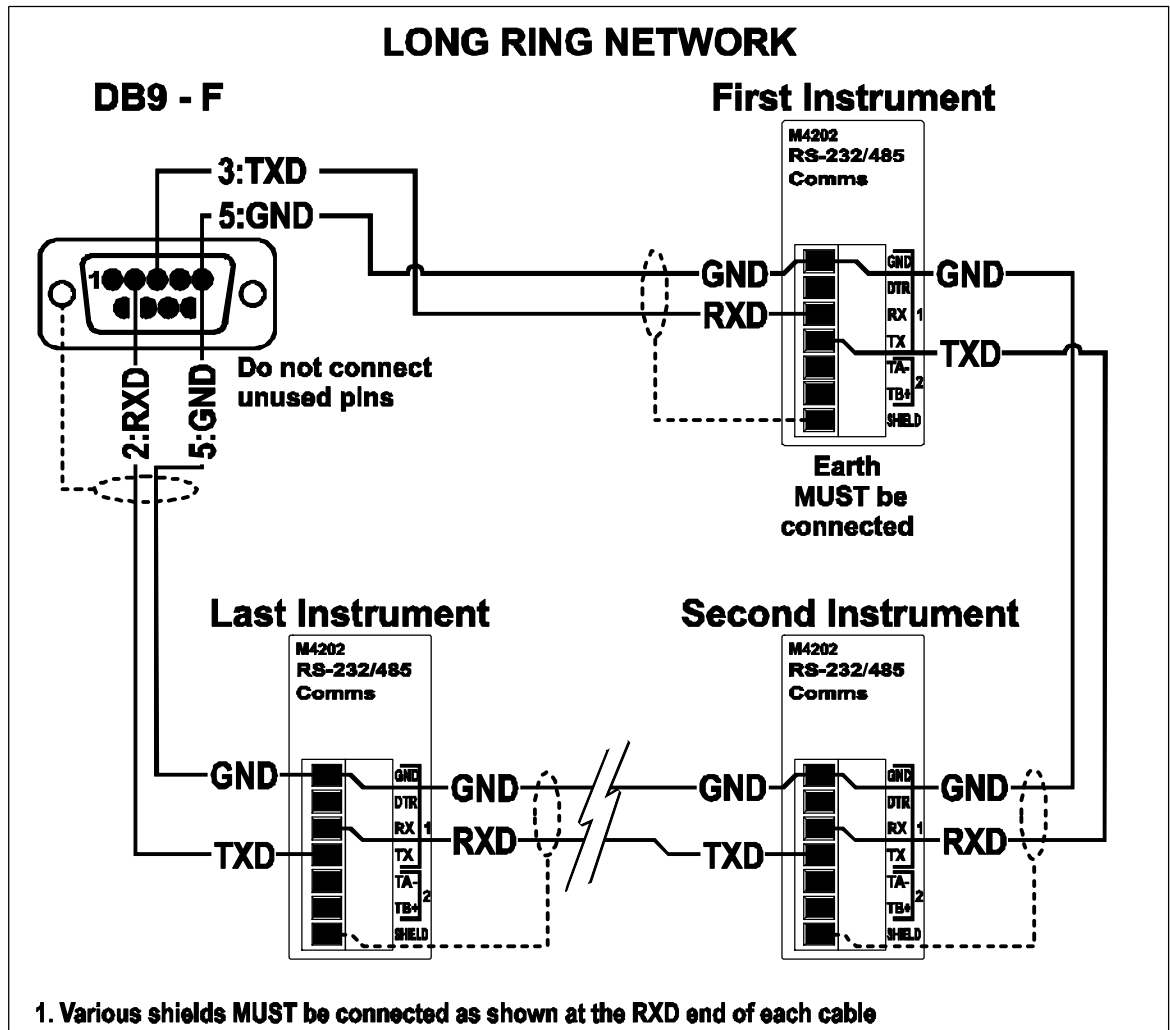 LONG RING NETWORK
DB9 - F
First Instrument
M4202
RS-232/485
Comms
3:TXD
5:GND
1
GND
RXD
GND
DTR
RX
1
TX
TA-
2
TB+
SHIELD
GND
TXD
Do not connect
unused pins
2:RXD
5:GND
Earth
MUST be
connected
Last Instrument
M4202
RS-232/485
Comms
GND
TXD
GND
DTR
RX
1
TX
TA-
2
TB+
SHIELD
GND
RXD
Second Instrument
M4202
RS-232/485
Comms
GND
TXD
GND
DTR
RX
1
TX
TA-
2
TB+
SHIELD
GND
RXD
1. Various shields MUST be connected as shown at the RXD end of each cable